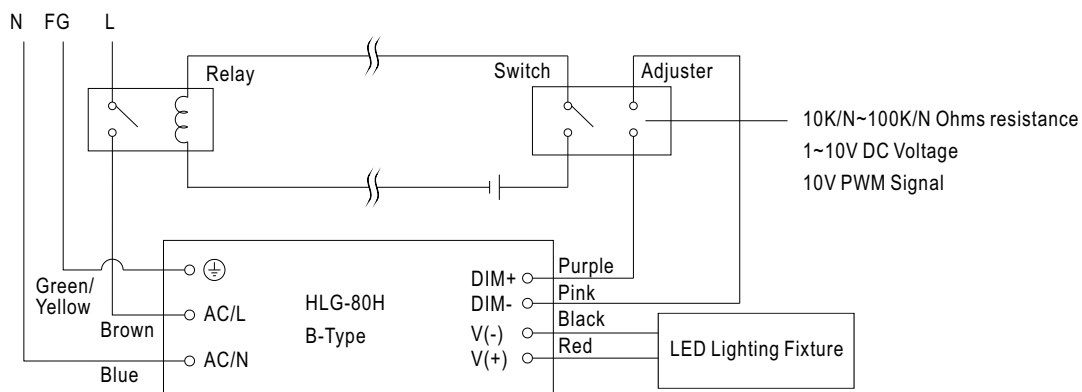 N FG L
Relay
Switch
Adjuster
10K/N~100K/N Ohms resistance
1~10V DC Voltage
10V PWM Signal
Green/
Yellow
Brown
Blue
AC/L
AC/N
HLG-80H
B-Type
DIM+
DIM-
V(-)
V(+)
Purple
Pink
Black
Red
LED Lighting Fixture